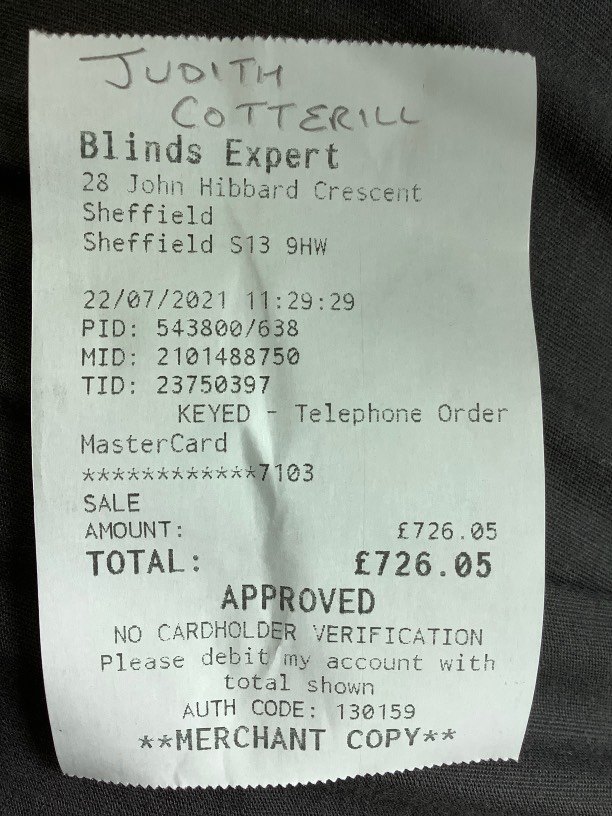 JUDITH
COTTERILL
Blinds Expert
28 John Hibbard Crescent
Sheffield
Sheffield S13 9HW
22/07/2021 11:29:29
PID: 543800/638
MID: 2101488750
TID: 23750397
KEYED - Telephone Order
MasterCard
************7103
SALE
AMOUNT: £726.05
TOTAL: £726.05
APPROVED
NO CARDHOLDER VERIFICATION
Please debit my account with
total shown
AUTH CODE: 130159
**MERCHANT COPY**